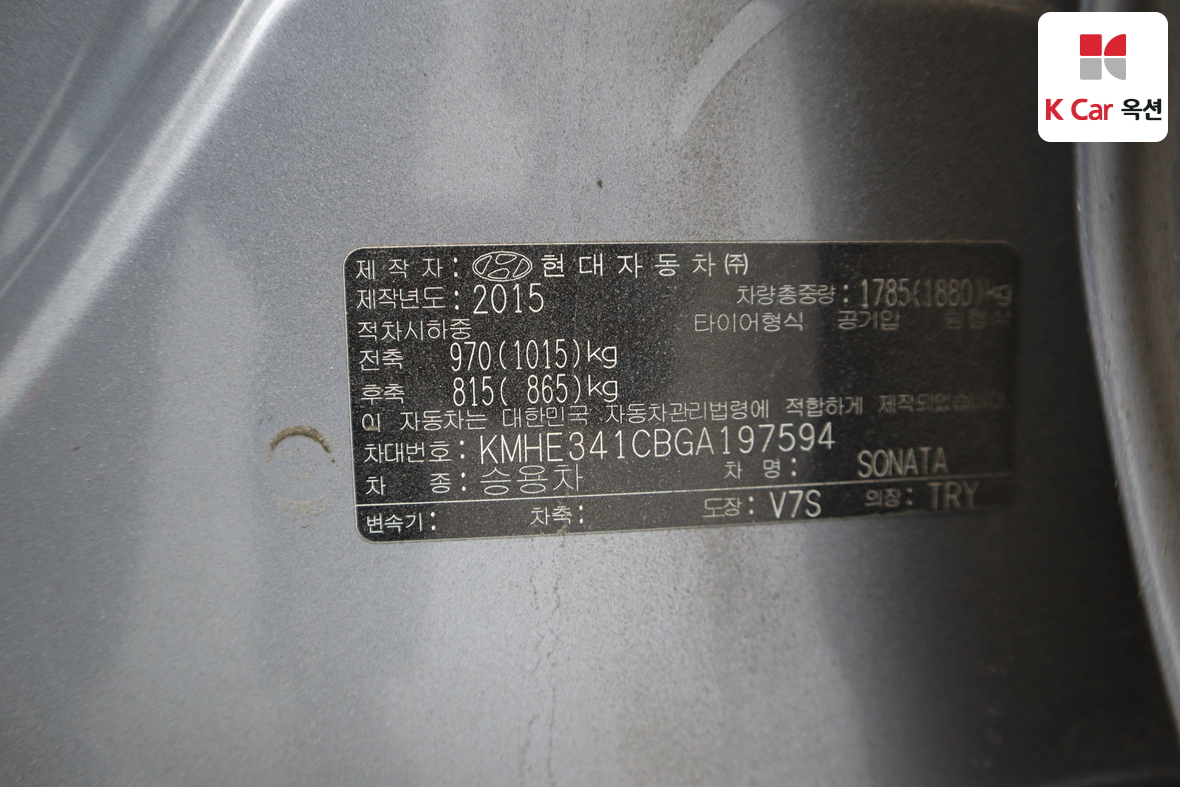 K Car 옥션
제 작 자 : 현 대 자 동 차 ㈜
제작년도 : 2015 차량총중량 : 1785(1880)kg
적차시하중 타이어형식 공기압 림형식
전축 970(1015)kg
후축 815( 865)kg
이 자동차는 대한민국 자동차관리법령에 적합하게 제작되었습니다.
차대번호 : KMHE341CBGA197594
차 종 : 승용차 차 명 : SONATA
변속기 : 차축 : 도장 : V7S 의장 : TRY